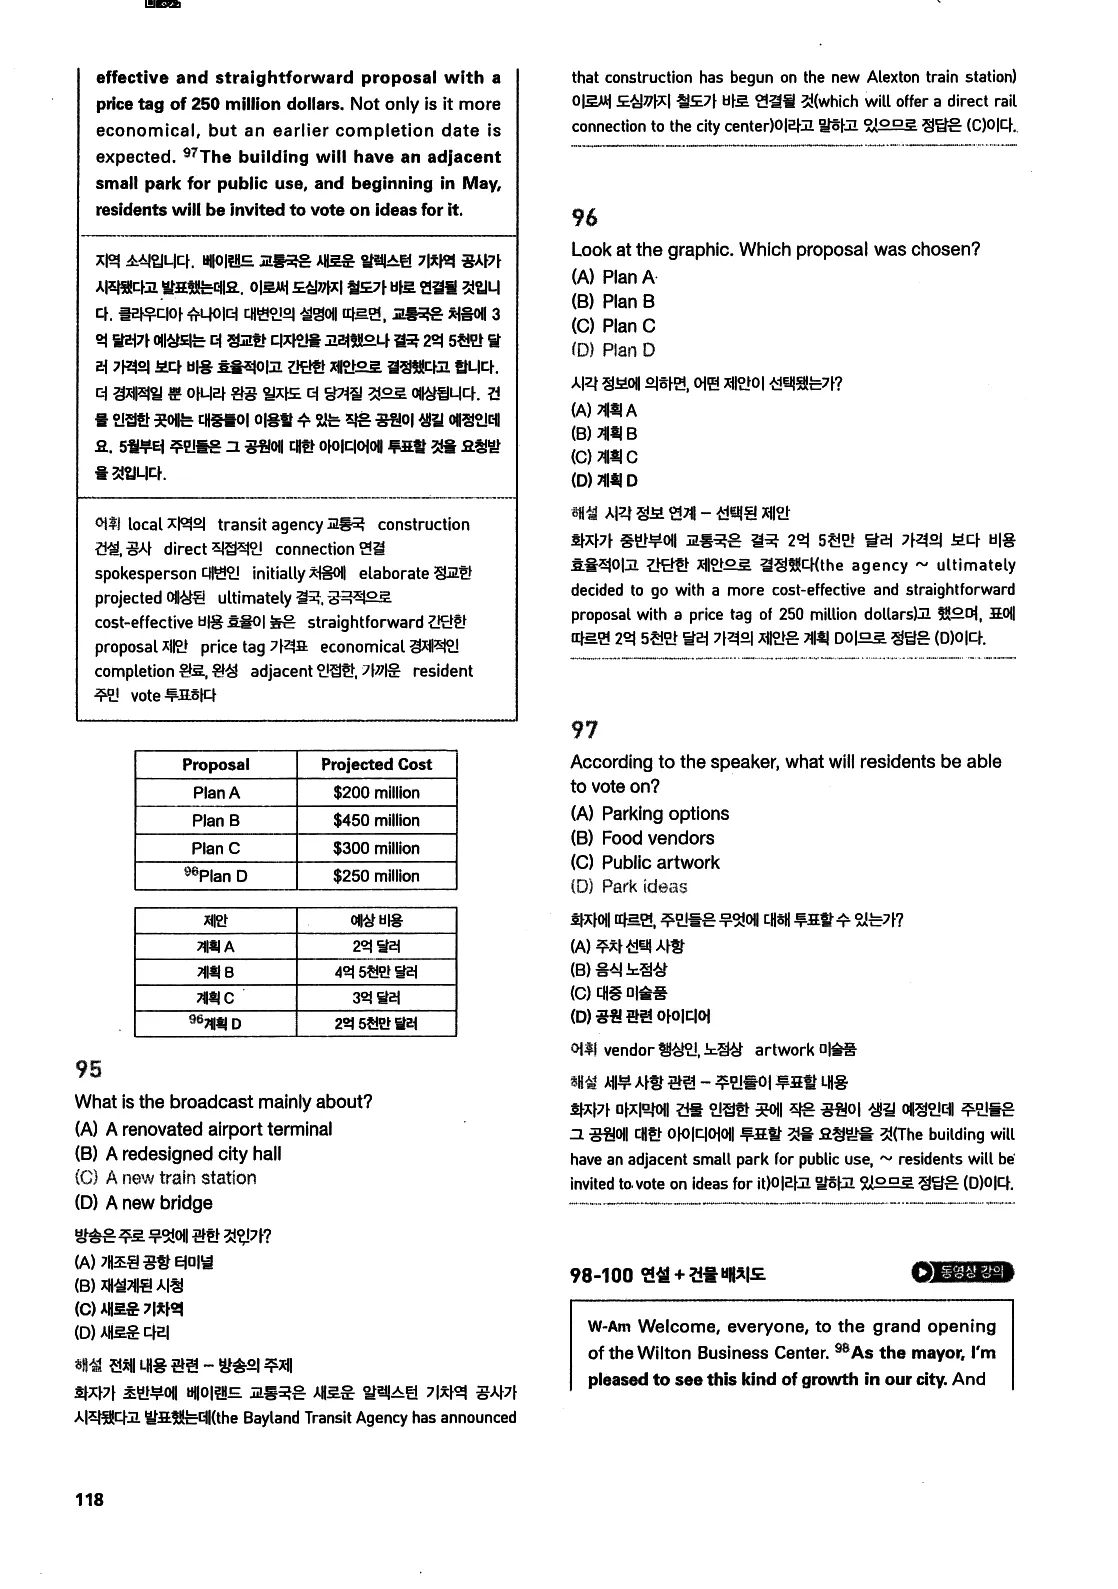 effective and straightforward proposal with a
price tag of 250 million dollars. Not only is it more
economical, but an earlier completion date is
expected. 97The building will have an adjacent
small park for public use, and beginning in May,
residents will be invited to vote on ideas for it.
지역 소식입니다. 베이랜드 교통국은 새로운 알렉스턴 기차역 공사가
시작됐다고 발표했는데요. 이로써 도심까지 철도가 바로 연결될 것입니
다. 클라우디아 슈나이더 대변인의 설명에 따르면, 교통국은 처음에 3
억 달러가 예상되는 더 정교한 디자인을 고려했으나 결국 2억 5천만 달
러 가격의 보다 비용 효율적이고 간단한 제안으로 결정했다고 합니다.
더 경제적일 뿐 아니라 완공 일자도 더 당겨질 것으로 예상됩니다. 건
물 인접한 곳에는 대중들이 이용할 수 있는 작은 공원이 생길 예정인데
요. 5월부터 주민들은 그 공원에 대한 아이디어에 투표할 것을 요청받
을 것입니다.
어휘 local 지역의 transit agency 교통국 construction
건설, 공사 direct 직접적인 connection 연결
spokesperson 대변인 initially 처음에 elaborate 정교한
projected 예상된 ultimately 결국, 궁극적으로
cost-effective 비용 효율이 높은 straightforward 간단한
proposal 제안 price tag 가격표 economical 경제적인
completion 완료, 완성 adjacent 인접한, 가까운 resident
주민 vote 투표하다
Proposal Projected Cost
Plan A $200 million
Plan B $450 million
Plan C $300 million
96Plan D $250 million
제안 예상 비용
계획 A 2억 달러
계획 B 4억 5천만 달러
계획 C 3억 달러
96계획 D 2억 5천만 달러
95
What is the broadcast mainly about?
(A) A renovated airport terminal
(B) A redesigned city hall
(C) A new train station
(D) A new bridge
방송은 주로 무엇에 관한 것인가?
(A) 개조된 공항 터미널
(B) 재설계된 시청
(C) 새로운 기차역
(D) 새로운 다리
해설 전체 내용 관련 – 방송의 주제
화자가 초반부에 베이랜드 교통국은 새로운 알렉스턴 기차역 공사가
시작됐다고 발표했는데(the Bayland Transit Agency has announced
118
that construction has begun on the new Alexton train station)
이로써 도심까지 철도가 바로 연결될 것(which will offer a direct rail
connection to the city center)이라고 말하고 있으므로 정답은 (C)이다.
96
Look at the graphic. Which proposal was chosen?
(A) Plan A
(B) Plan B
(C) Plan C
(D) Plan D
시각 정보에 의하면, 어떤 제안이 선택됐는가?
(A) 계획 A
(B) 계획 B
(C) 계획 C
(D) 계획 D
해설 시각 정보 연계 – 선택된 제안
화자가 중반부에 교통국은 결국 2억 5천만 달러 가격의 보다 비용
효율적이고 간단한 제안으로 결정했다(the agency ~ ultimately
decided to go with a more cost-effective and straightforward
proposal with a price tag of 250 million dollars)고 했으며, 표에
따르면 2억 5천만 달러 가격의 제안은 계획 D이므로 정답은 (D)이다.
97
According to the speaker, what will residents be able
to vote on?
(A) Parking options
(B) Food vendors
(C) Public artwork
(D) Park ideas
화자에 따르면, 주민들은 무엇에 대해 투표할 수 있는가?
(A) 주차 선택 사항
(B) 음식 노점상
(C) 대중 미술품
(D) 공원 관련 아이디어
어휘 vendor 행상인, 노점상 artwork 미술품
해설 세부 사항 관련 – 주민들이 투표할 내용
화자가 마지막에 건물 인접한 곳에 작은 공원이 생길 예정인데 주민들은
그 공원에 대한 아이디어에 투표할 것을 요청받을 것(The building will
have an adjacent small park for public use, ~ residents will be
invited to vote on ideas for it)이라고 말하고 있으므로 정답은 (D)이다.
98-100 연설 + 건물 배치도 동영상 강의
W-Am Welcome, everyone, to the grand opening
of the Wilton Business Center. 98As the mayor, I'm
pleased to see this kind of growth in our city. And